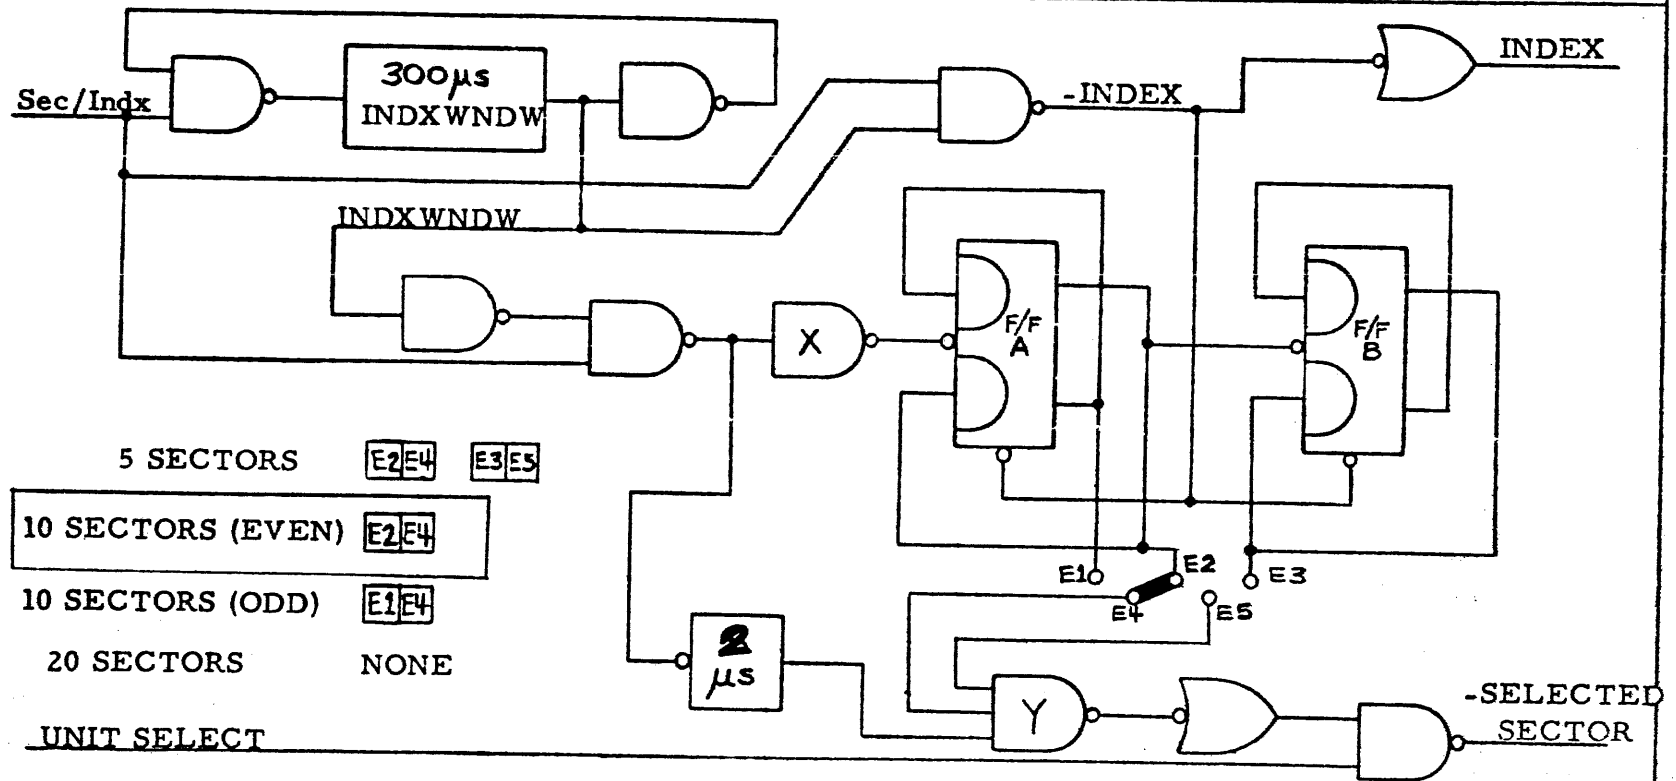 Sec/Indx
300μs
INDXWNDW
-INDEX
INDEX
INDXWNDW
X
F/F
A
F/F
B
5 SECTORS E2 E4 E3 E5
10 SECTORS (EVEN) E2 E4
10 SECTORS (ODD) E1 E4
20 SECTORS NONE
E1
E2
E3
E4
E5
2
μs
Y
-SELECTED
SECTOR
UNIT SELECT